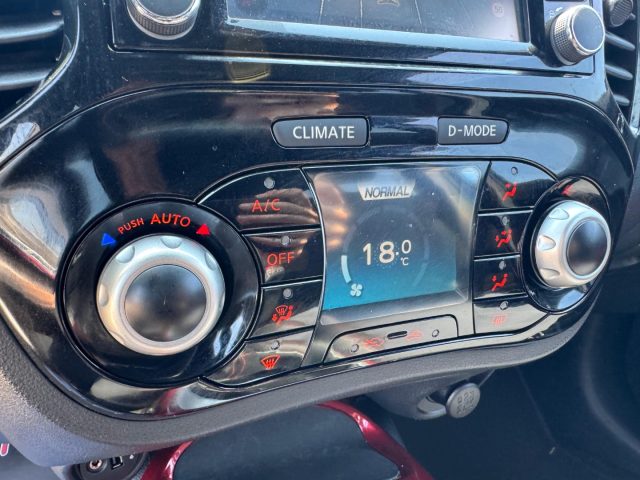 CLIMATE
D-MODE
PUSH AUTO
A/C
NORMAL
OFF
18.0
°C